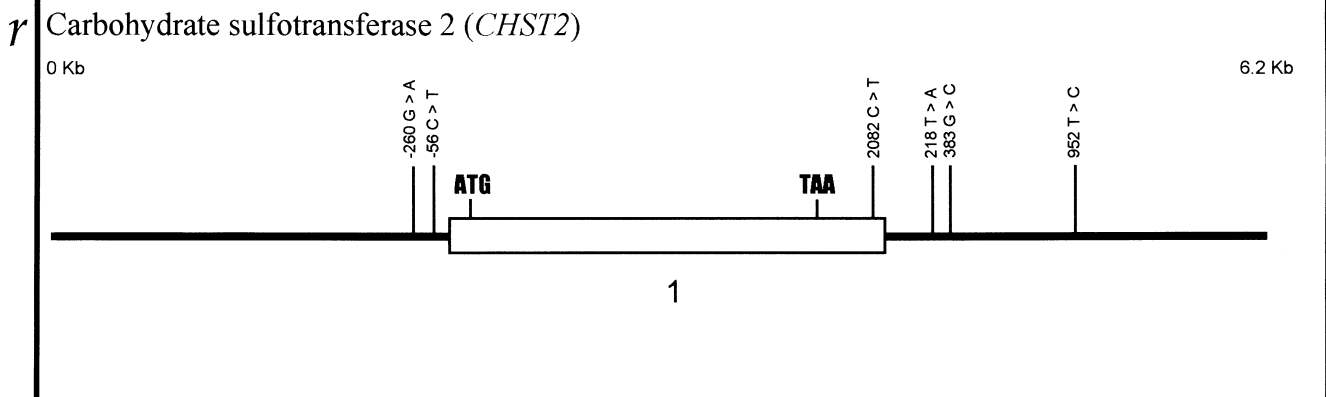 r Carbohydrate sulfotransferase 2 (CHST2)
0 Kb 6.2 Kb
-260 G > A
-56 C > T
2082 C > T
218 T > A
383 G > C
952 T > C
ATG TAA
1